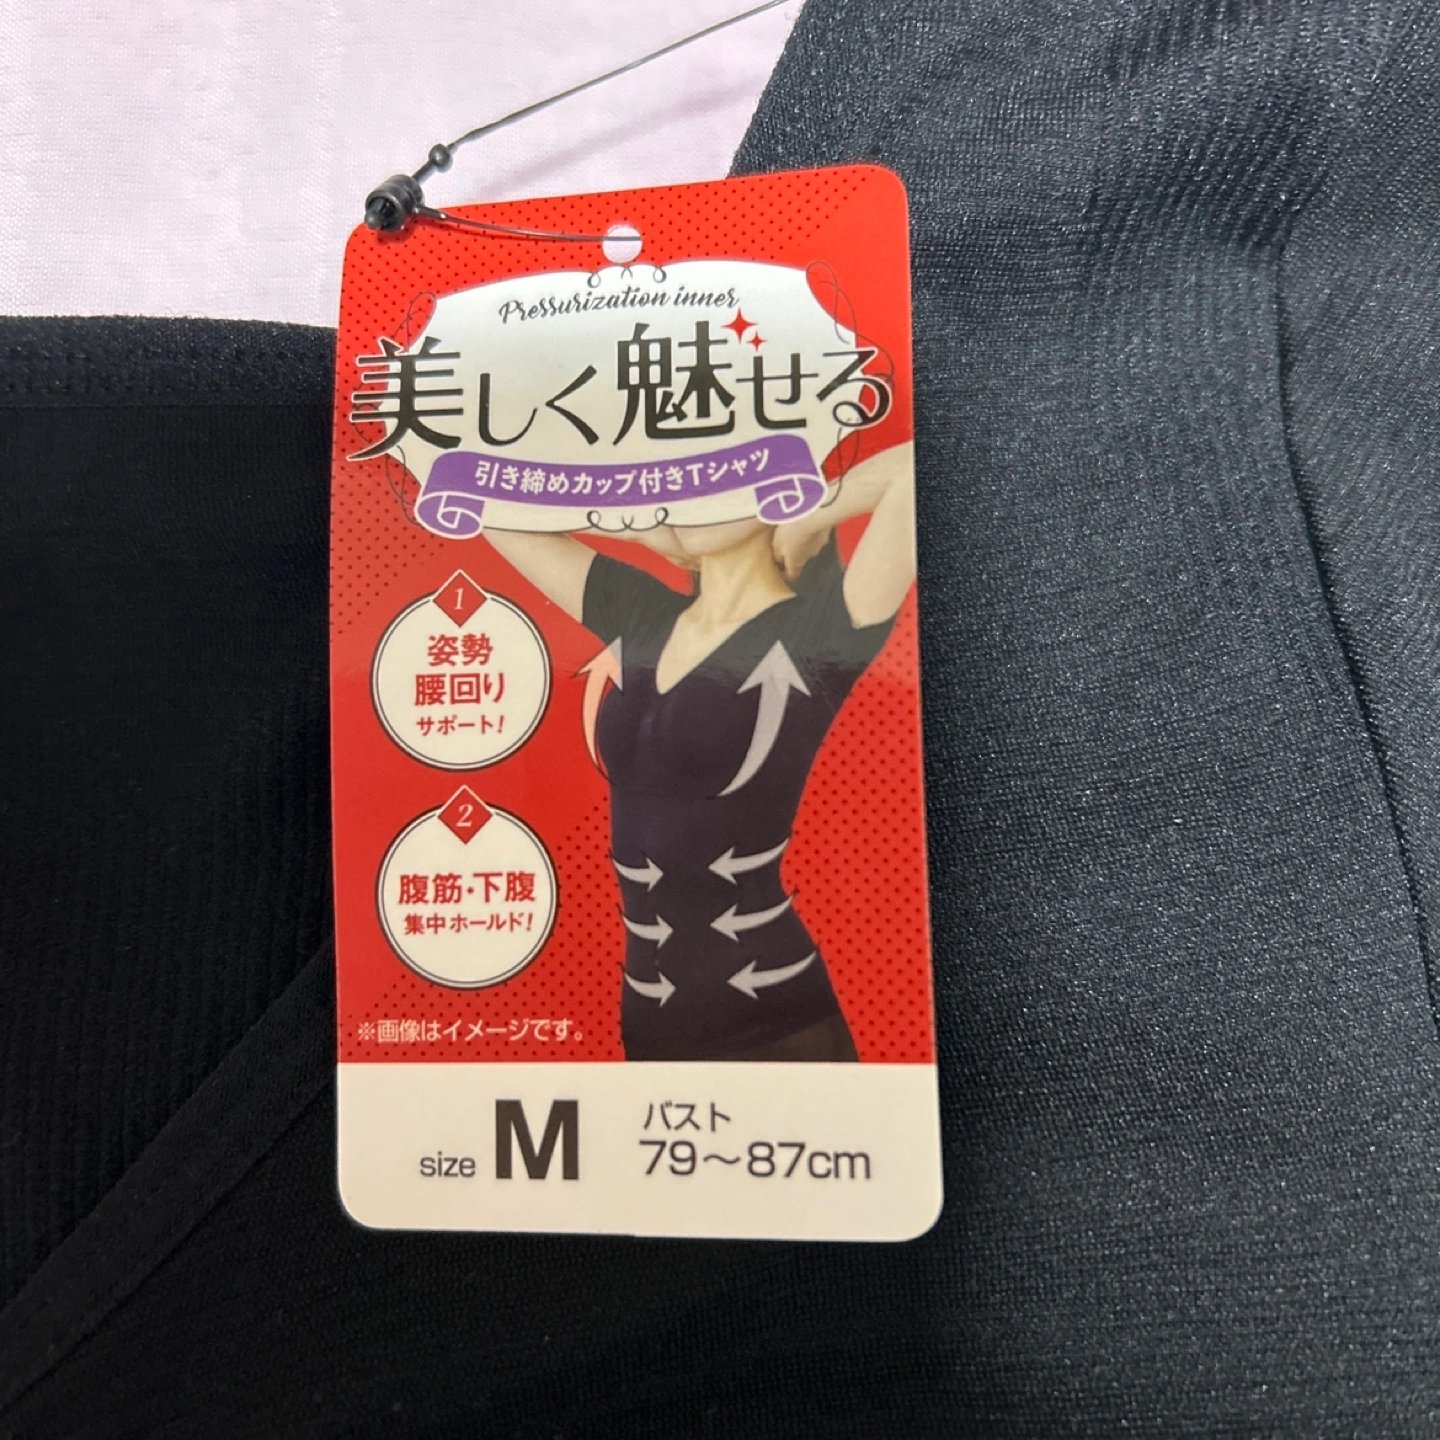 Pressurization inner
美しく魅せる
引き締めカップ付きTシャツ
1
姿勢
腰回り
サポート!
2
腹筋・下腹
集中ホールド!
※画像はイメージです。
size M
バスト
79〜87cm